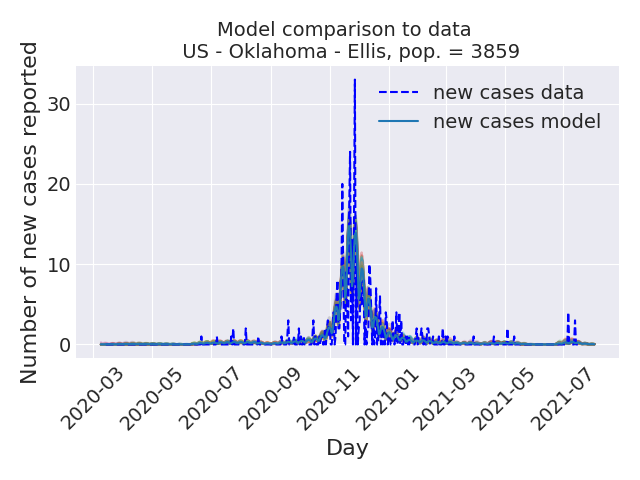 Model comparison to data
US - Oklahoma - Ellis, pop. = 3859
Number of new cases reported
30
20
10
0
new cases data
new cases model
2020-03
2020-05
2020-07
2020-09
2020-11
2021-01
2021-03
2021-05
2021-07
Day